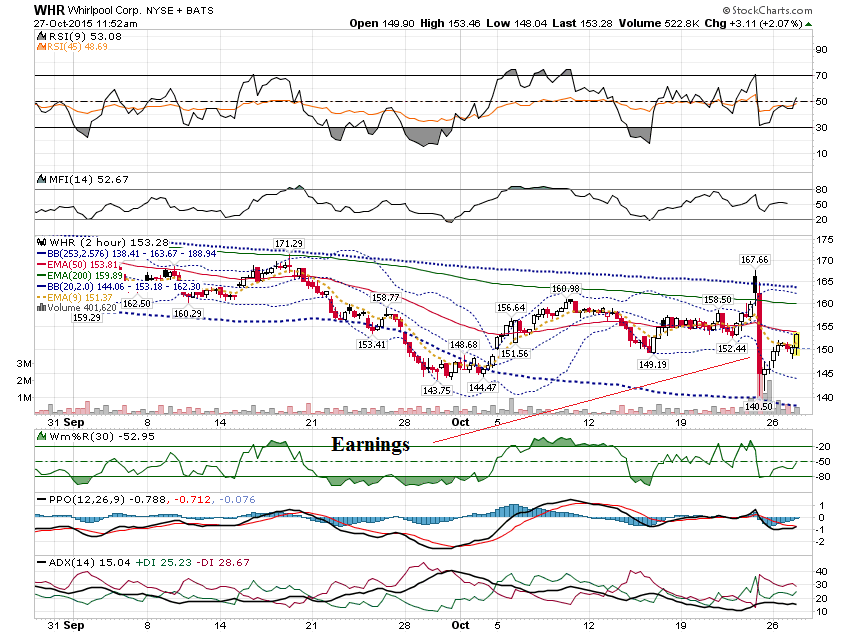 WHR Whirlpool Corp. NYSE + BATS © StockCharts.com
27-Oct-2015 11:52am Open 149.90 High 153.46 Low 148.04 Last 153.28 Volume 522.8K Chg +3.11 (+2.07%)
RSI(9) 53.08
RSI(45) 48.69
90
70
50
30
10
MFI(14) 52.67
80
50
20
WHR (2 hour) 153.28
BB(253,2.576) 138.41 - 163.67 - 188.94
EMA(50) 153.81
EMA(200) 159.89
BB(20,2.0) 144.06 - 153.18 - 162.30
EMA(9) 151.37
Volume 401,620
171.29
167.66
162.50
160.29
159.29
158.77
153.41
143.75
148.68
144.47
156.64
151.56
160.98
149.19
158.50
152.44
140.50
175
170
165
160
155
150
145
140
3M
2M
1M
31 Sep 8 14 21 28 Oct 5 12 19 26
Earnings
Wm%R(30) -52.95
-20
-50
-80
PPO(12,26,9) -0.788, -0.712, -0.076
1
0
-1
-2
ADX(14) 15.04 +DI 25.23 -DI 28.67
40
30
20
10
31 Sep 8 14 21 28 Oct 5 12 19 26